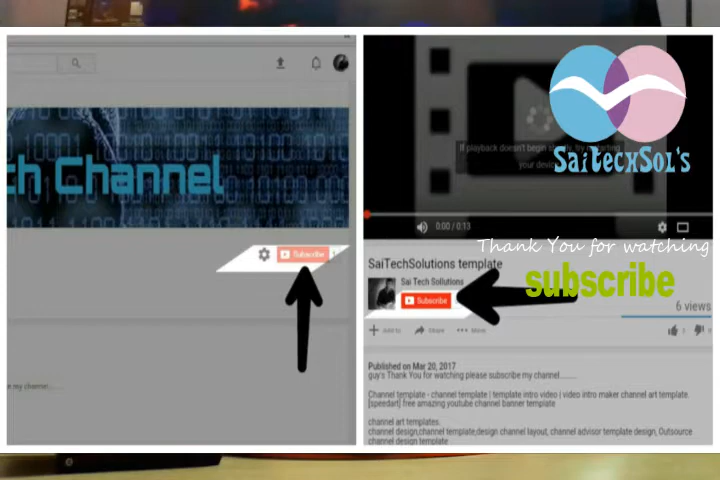 ch Channel
Subscribe
e my channer......
If playback doesn't begin shortly, try restarting
your device.
SaitechSol's
0:00 / 0:13
Thank You for watching
SaiTechSolutions template
subscribe
Sai Tech Sollutions
Subscribe
6 views
Add to
Share
More
Published on Mar 20, 2017
guy's Thank You for watching please subscribe my channel.........
Channel template - channel template | template intro video | video intro maker channel art template.
[speedart] free amazing youtube channel banner template
channel art templates.
channel design,channel template,design channel layout, channel advisor template design, Outsource
channel design template